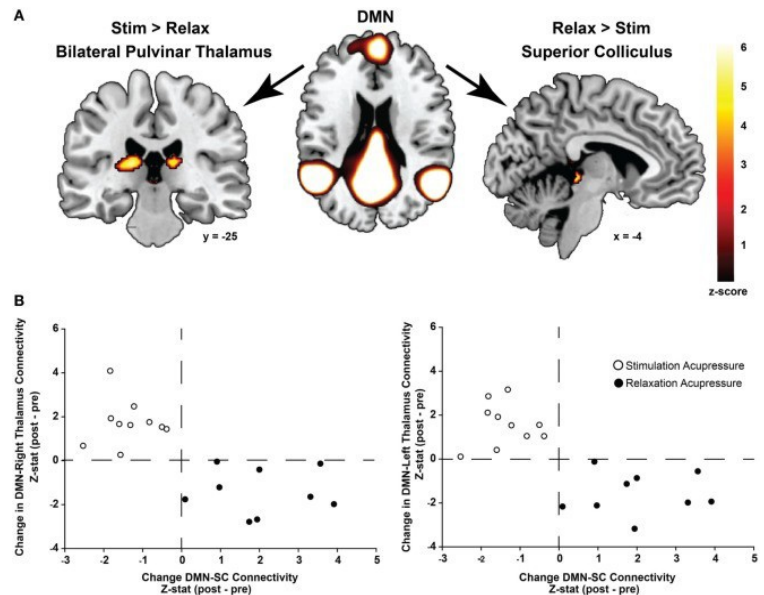 A
Stim > Relax
Bilateral Pulvinar Thalamus
DMN
Relax > Stim
Superior Colliculus
6
5
4
3
2
1
z-score
y = -25
x = -4
B
Change in DMN-Right Thalamus Connectivity
Z-stat (post - pre)
6
4
2
0
-2
-4
-3
-2
-1
0
1
2
3
4
5
Change DMN-SC Connectivity
Z-stat (post - pre)
Change in DMN-Left Thalamus Connectivity
Z-stat (post - pre)
6
4
2
0
-2
-4
-3
-2
-1
0
1
2
3
4
5
Change DMN-SC Connectivity
Z-stat (post - pre)
Stimulation Acupressure
Relaxation Acupressure